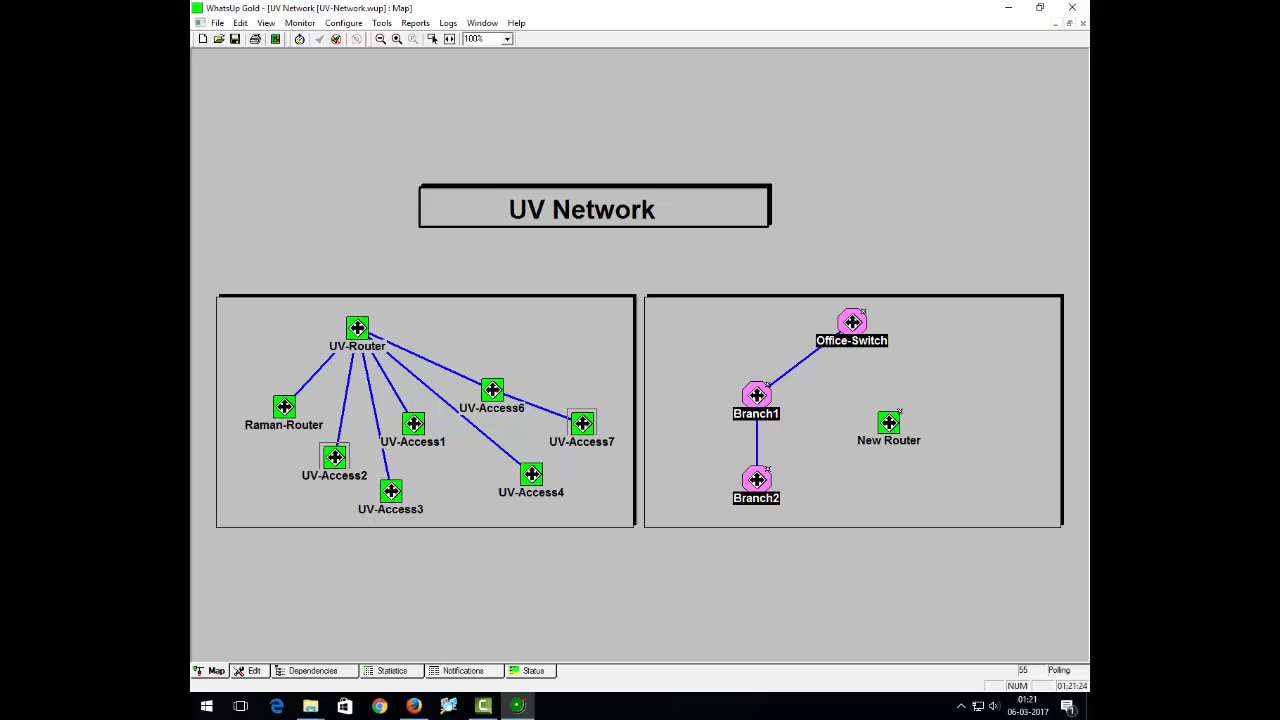 WhatsUp Gold - [UV Network [UV-Network.wup] : Map]
File Edit View Monitor Configure Tools Reports Logs Window Help
100%
UV Network
UV-Router
Raman-Router
UV-Access2
UV-Access3
UV-Access1
UV-Access6
UV-Access4
UV-Access7
Office-Switch
Branch1
Branch2
New Router
Map Edit Dependencies Statistics Notifications Status 55 Polling
NUM 01:21:24
01:21
06-03-2017
1